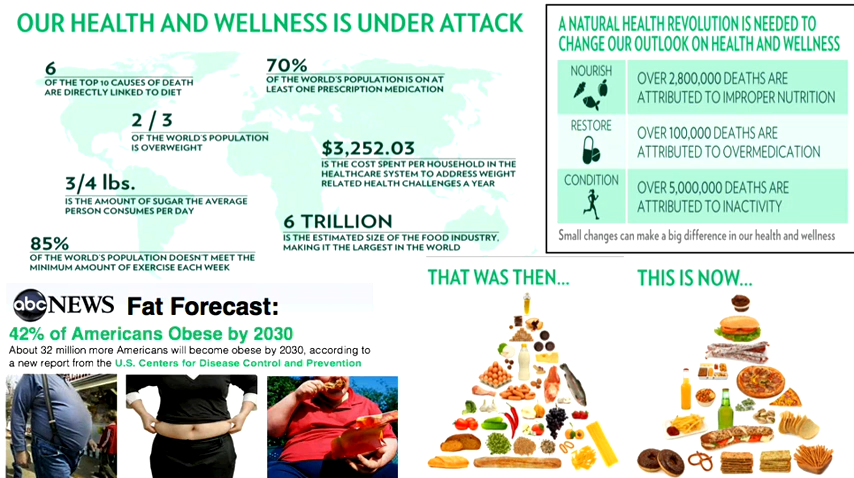 OUR HEALTH AND WELLNESS IS UNDER ATTACK
6
OF THE TOP 10 CAUSES OF DEATH
ARE DIRECTLY LINKED TO DIET
70%
OF THE WORLD'S POPULATION IS ON AT
LEAST ONE PRESCRIPTION MEDICATION
2 / 3
OF THE WORLD'S POPULATION
IS OVERWEIGHT
$3,252.03
IS THE COST SPENT PER HOUSEHOLD IN THE
HEALTHCARE SYSTEM TO ADDRESS WEIGHT
RELATED HEALTH CHALLENGES A YEAR
3/4 lbs.
IS THE AMOUNT OF SUGAR THE AVERAGE
PERSON CONSUMES PER DAY
6 TRILLION
IS THE ESTIMATED SIZE OF THE FOOD INDUSTRY,
MAKING IT THE LARGEST IN THE WORLD
85%
OF THE WORLD'S POPULATION DOESN'T MEET THE
MINIMUM AMOUNT OF EXERCISE EACH WEEK
A NATURAL HEALTH REVOLUTION IS NEEDED TO
CHANGE OUR OUTLOOK ON HEALTH AND WELLNESS
NOURISH
OVER 2,800,000 DEATHS ARE
ATTRIBUTED TO IMPROPER NUTRITION
RESTORE
OVER 100,000 DEATHS ARE
ATTRIBUTED TO OVERMEDICATION
CONDITION
OVER 5,000,000 DEATHS ARE
ATTRIBUTED TO INACTIVITY
Small changes can make a big difference in our health and wellness
abc NEWS Fat Forecast:
42% of Americans Obese by 2030
About 32 million more Americans will become obese by 2030, according to
a new report from the U.S. Centers for Disease Control and Prevention
THAT WAS THEN...
THIS IS NOW...